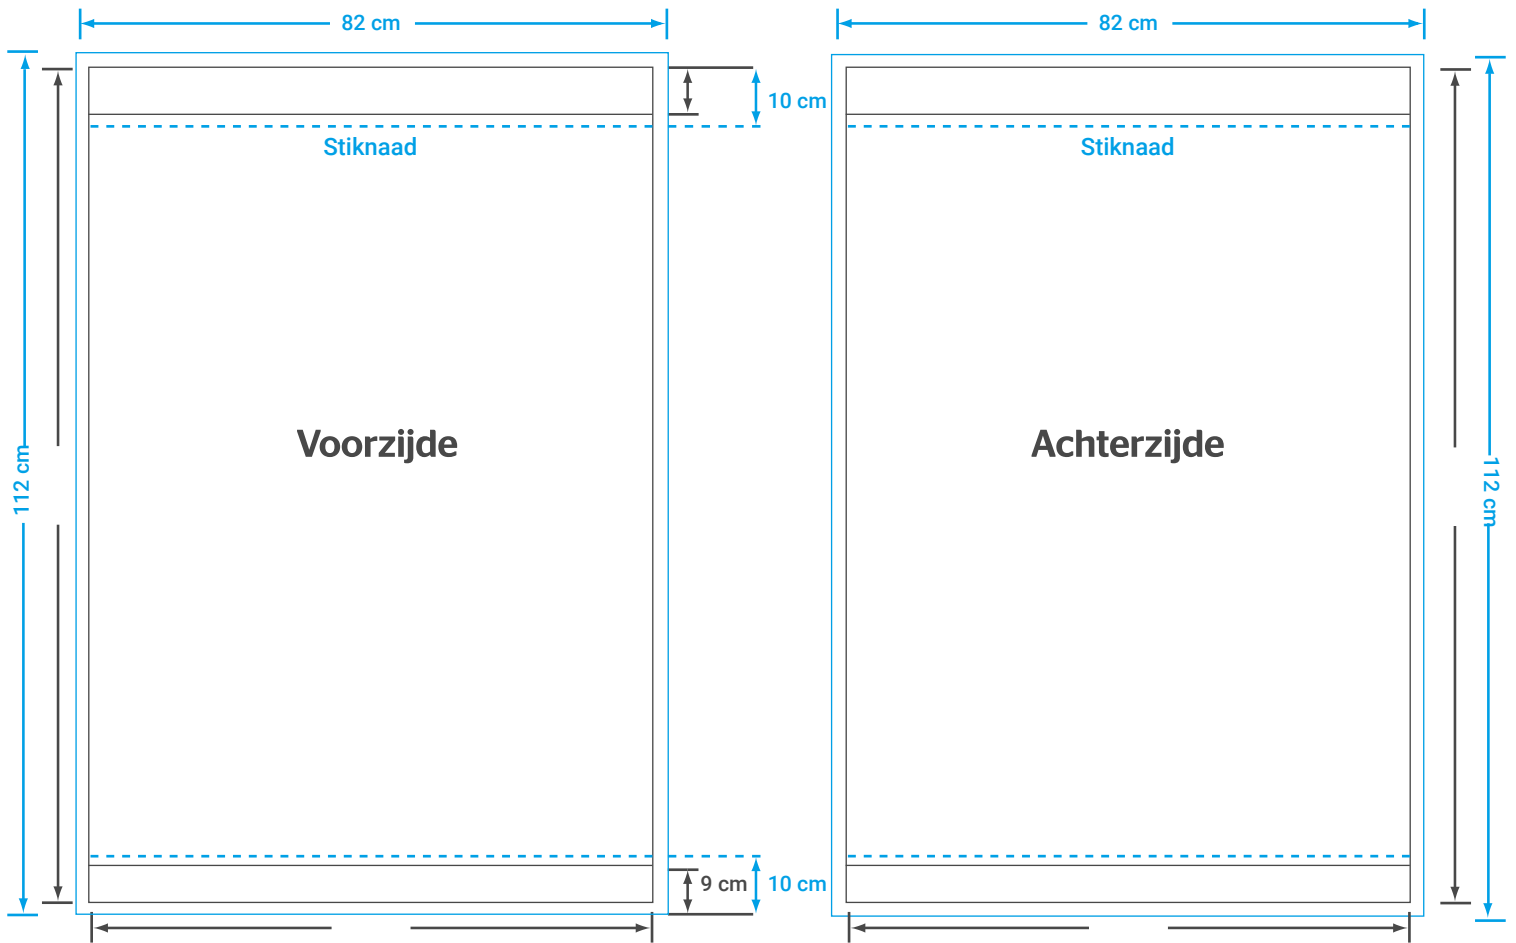 82 cm
82 cm
10 cm
Stiknaad
Stiknaad
Voorzijde
Achterzijde
112 cm
112 cm
9 cm
10 cm